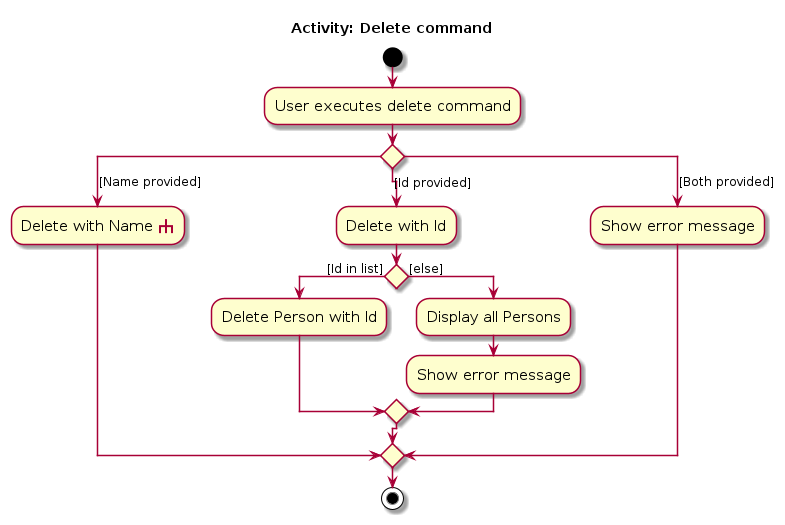 Activity: Delete command
User executes delete command
[Name provided]
[Id provided]
[Both provided]
Delete with Name
Delete with Id
Show error message
[Id in list]
[else]
Delete Person with Id
Display all Persons
Show error message